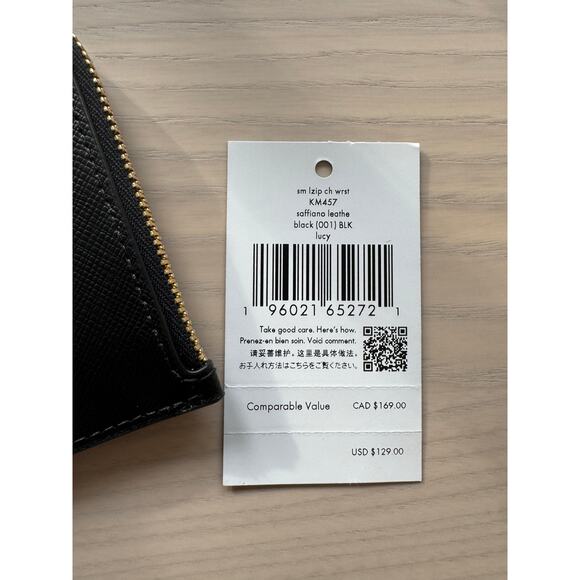 sm lzip ch wrst
KM457
saffiano leathe
black (001) BLK
lucy
1 96021 65272 1
Take good care. Here's how.
Prenez-en bien soin. Voici comment.
请妥善维护。这里是具体做法。
お手入れ方法はこちらをご覧ください。
Comparable Value CAD $169.00
USD $129.00